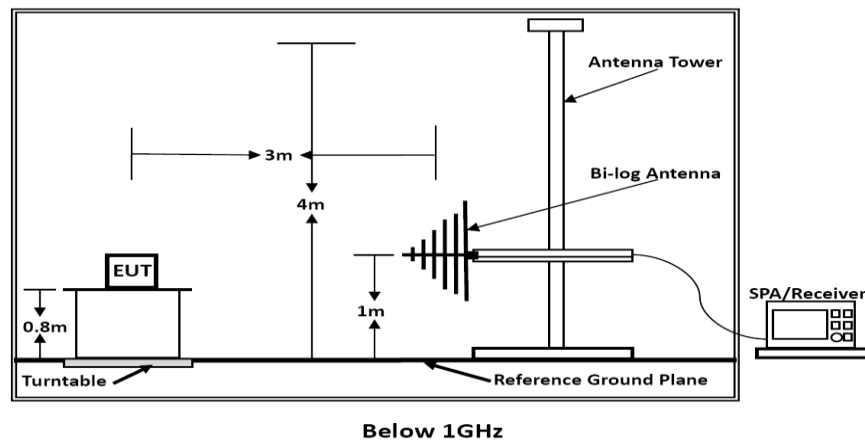 Antenna Tower
3m
Bi-log Antenna
4m
EUT
SPA/Receiver
0.8m
1m
Turntable
Reference Ground Plane
Below 1GHz